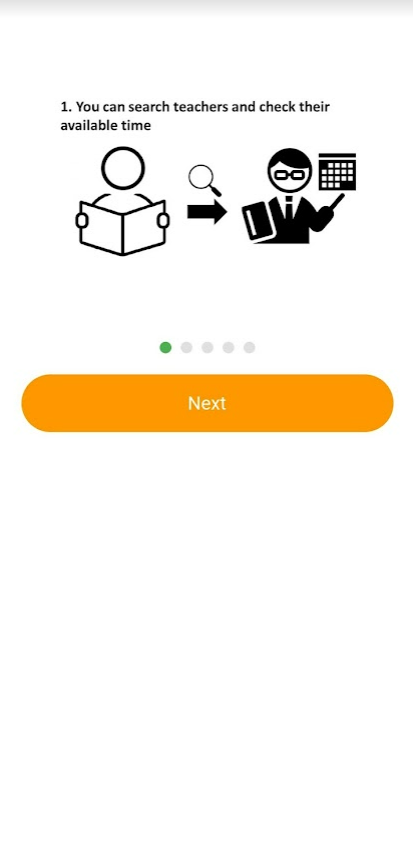 1. You can search teachers and check their
available time
Next